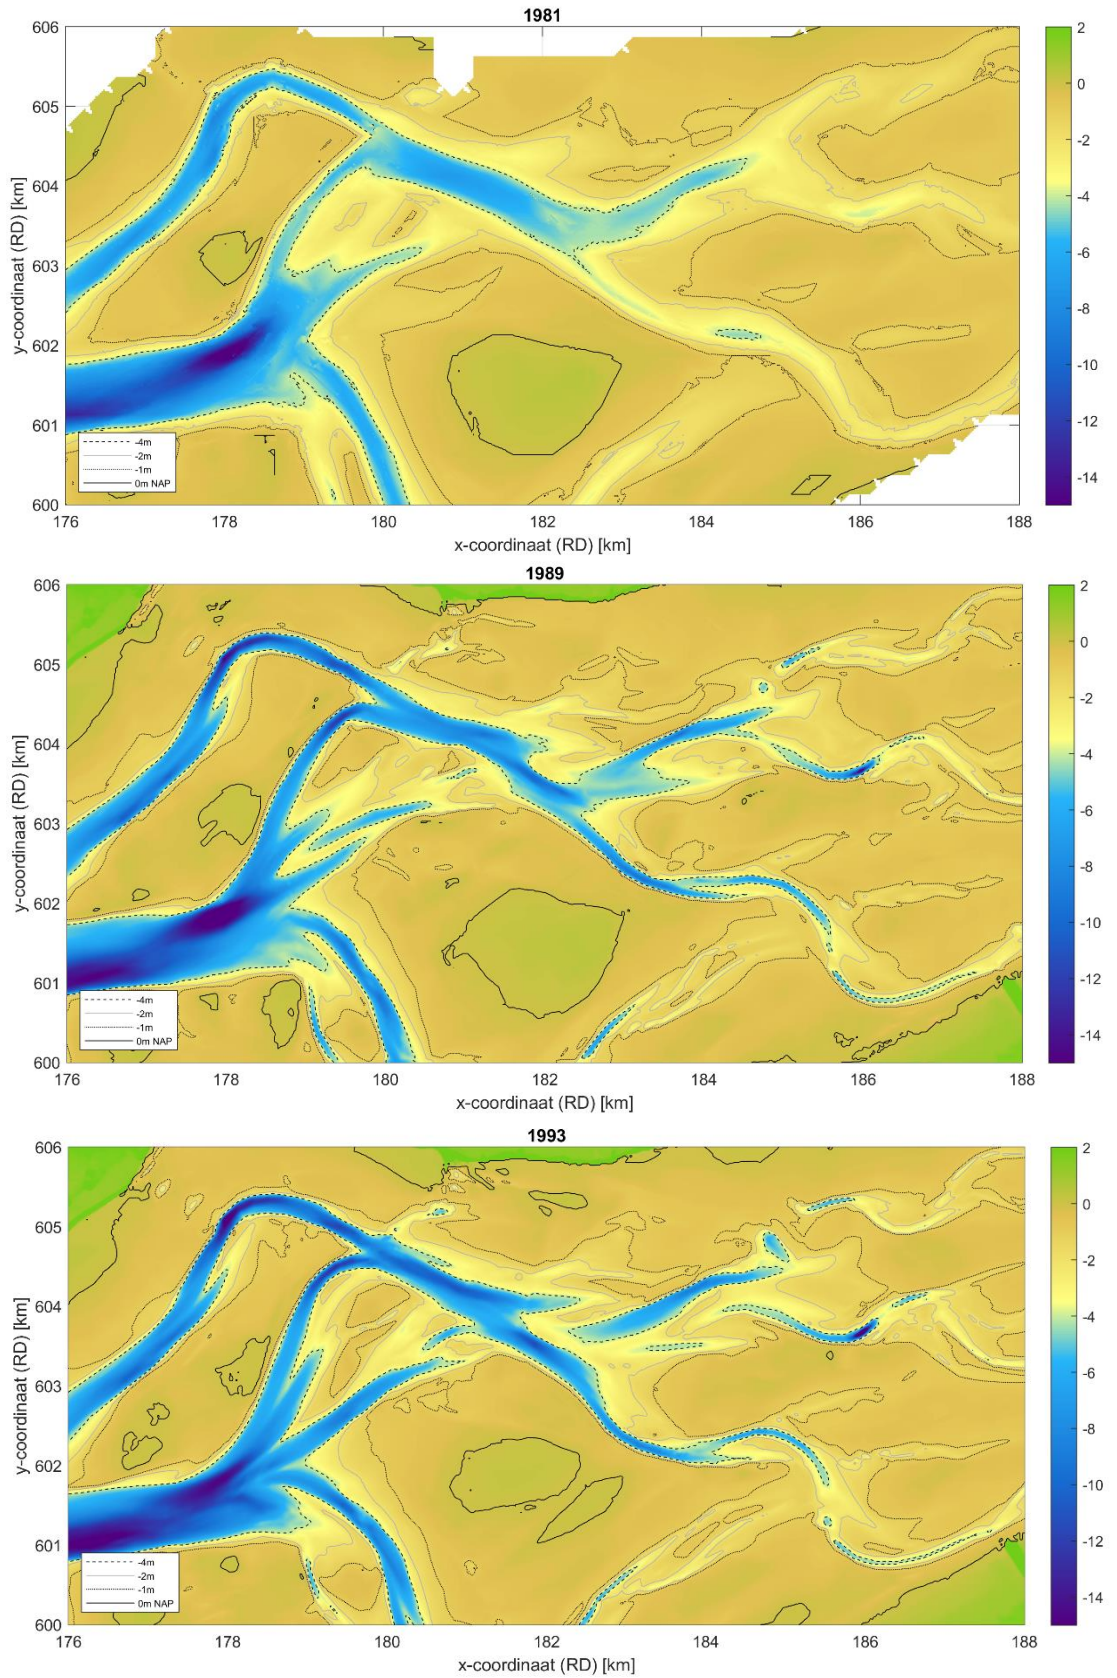 1981
606
605
604
603
602
601
600
y-coordinaat (RD) [km]
-4m
-2m
-1m
0m NAP
176 178 180 182 184 186 188
x-coordinaat (RD) [km]
2
0
-2
-4
-6
-8
-10
-12
-14
1989
606
605
604
603
602
601
600
y-coordinaat (RD) [km]
-4m
-2m
-1m
0m NAP
176 178 180 182 184 186 188
x-coordinaat (RD) [km]
2
0
-2
-4
-6
-8
-10
-12
-14
1993
606
605
604
603
602
601
600
y-coordinaat (RD) [km]
-4m
-2m
-1m
0m NAP
176 178 180 182 184 186 188
x-coordinaat (RD) [km]
2
0
-2
-4
-6
-8
-10
-12
-14